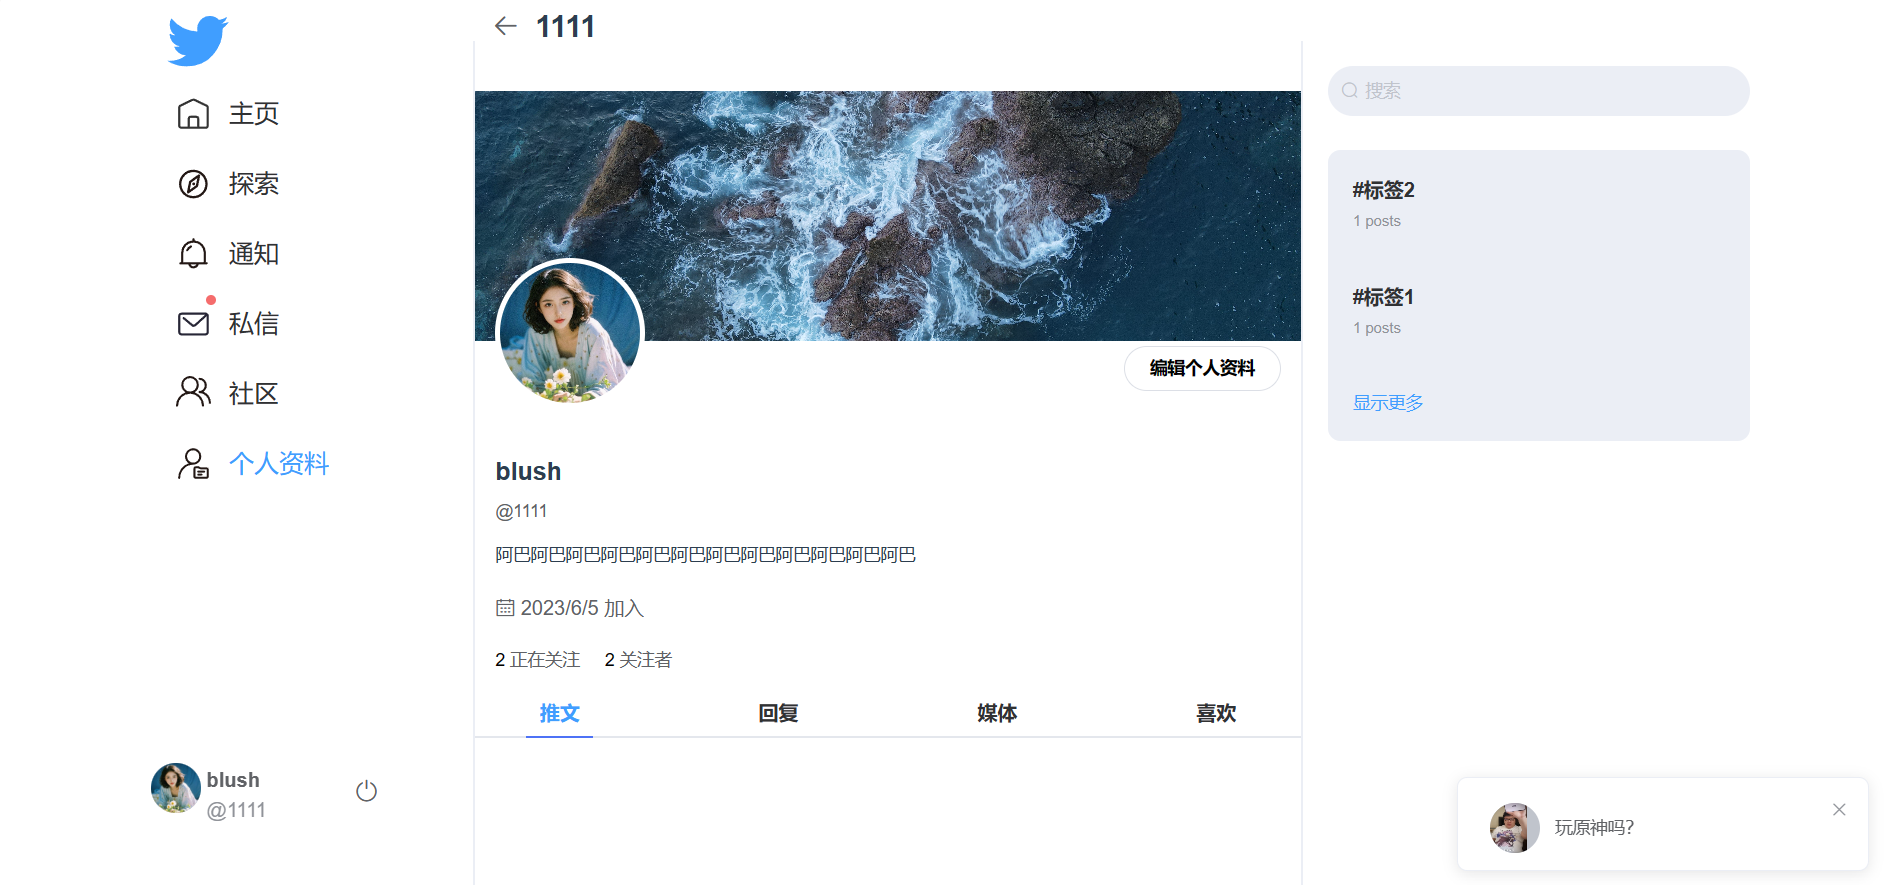 主页
探索
通知
私信
社区
个人资料
blush
@1111
1111
编辑个人资料
blush
@1111
阿巴阿巴阿巴阿巴阿巴阿巴阿巴阿巴阿巴阿巴阿巴阿巴
2023/6/5 加入
2 正在关注 2 关注者
推文 回复 媒体 喜欢
搜索
#标签2
1 posts
#标签1
1 posts
显示更多
玩原神吗?